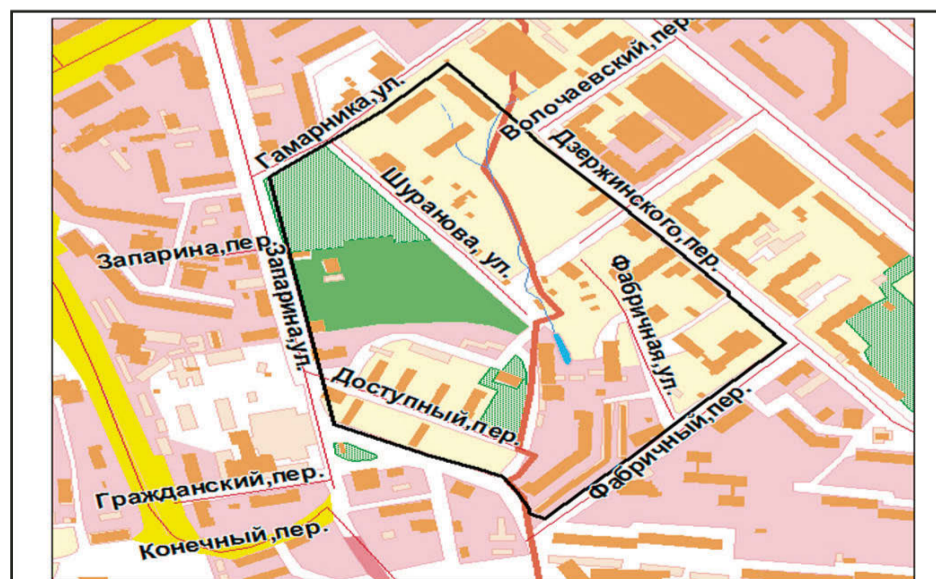 Волочаевский,пер.
Гамарника,ул.
Дзержинского,пер.
Шуранова, ул.
Запарина,пер.
Запарина,ул.
Фабричная,ул.
Доступный,пер.
Фабричный,пер.
Гражданский,пер.
Конечный,пер.